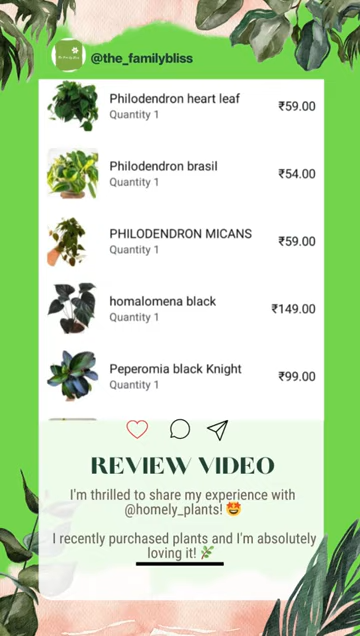 @the_familybliss
Philodendron heart leaf
Quantity 1
₹59.00
Philodendron brasil
Quantity 1
₹54.00
PHILODENDRON MICANS
Quantity 1
₹59.00
homalomena black
Quantity 1
₹149.00
Peperomia black Knight
Quantity 1
₹99.00
REVIEW VIDEO
I'm thrilled to share my experience with
@homely_plants! 🤩
I recently purchased plants and I'm absolutely
loving it! 🌿